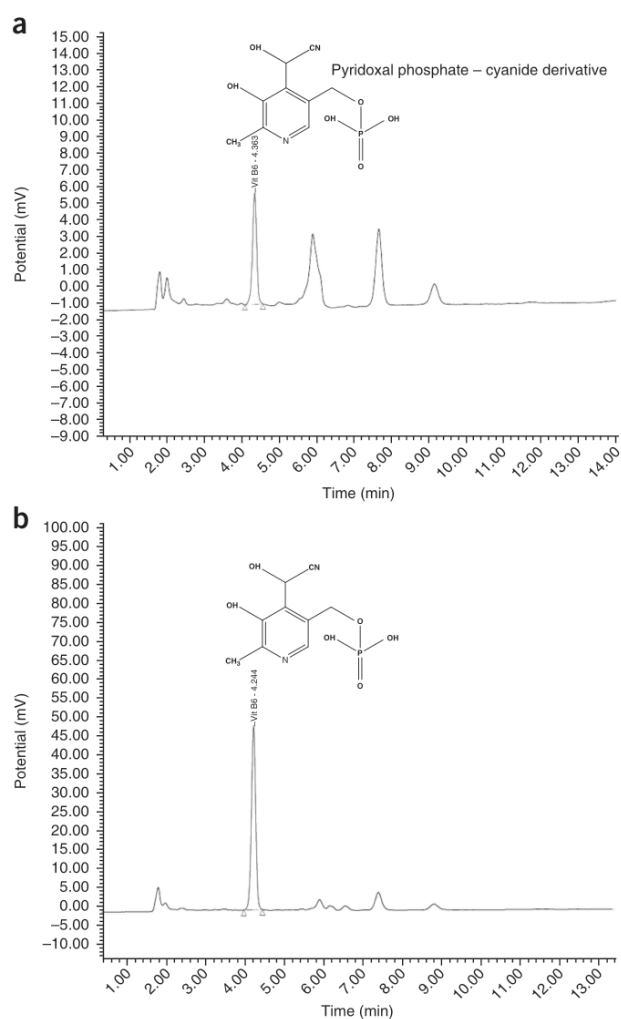 a
15.00
14.00
13.00
12.00
11.00
10.00
9.00
8.00
7.00
6.00
5.00
4.00
3.00
2.00
1.00
0.00
–1.00
–2.00
–3.00
–4.00
–5.00
–6.00
–7.00
–8.00
–9.00
Potential (mV)
OH
CN
Pyridoxal phosphate – cyanide derivative
OH
O
OH
OH
P
CH3
N
O
Vit B6 - 4.363
1.00 2.00 3.00 4.00 5.00 6.00 7.00 8.00 9.00 10.00 11.00 12.00 13.00 14.00
Time (min)
b
100.00
95.00
90.00
85.00
80.00
75.00
70.00
65.00
60.00
55.00
50.00
45.00
40.00
35.00
30.00
25.00
20.00
15.00
10.00
5.00
0.00
–5.00
–10.00
Potential (mV)
OH
CN
OH
O
OH
OH
P
CH3
N
O
Vit B6 - 4.244
1.00 2.00 3.00 4.00 5.00 6.00 7.00 8.00 9.00 10.00 11.00 12.00 13.00
Time (min)